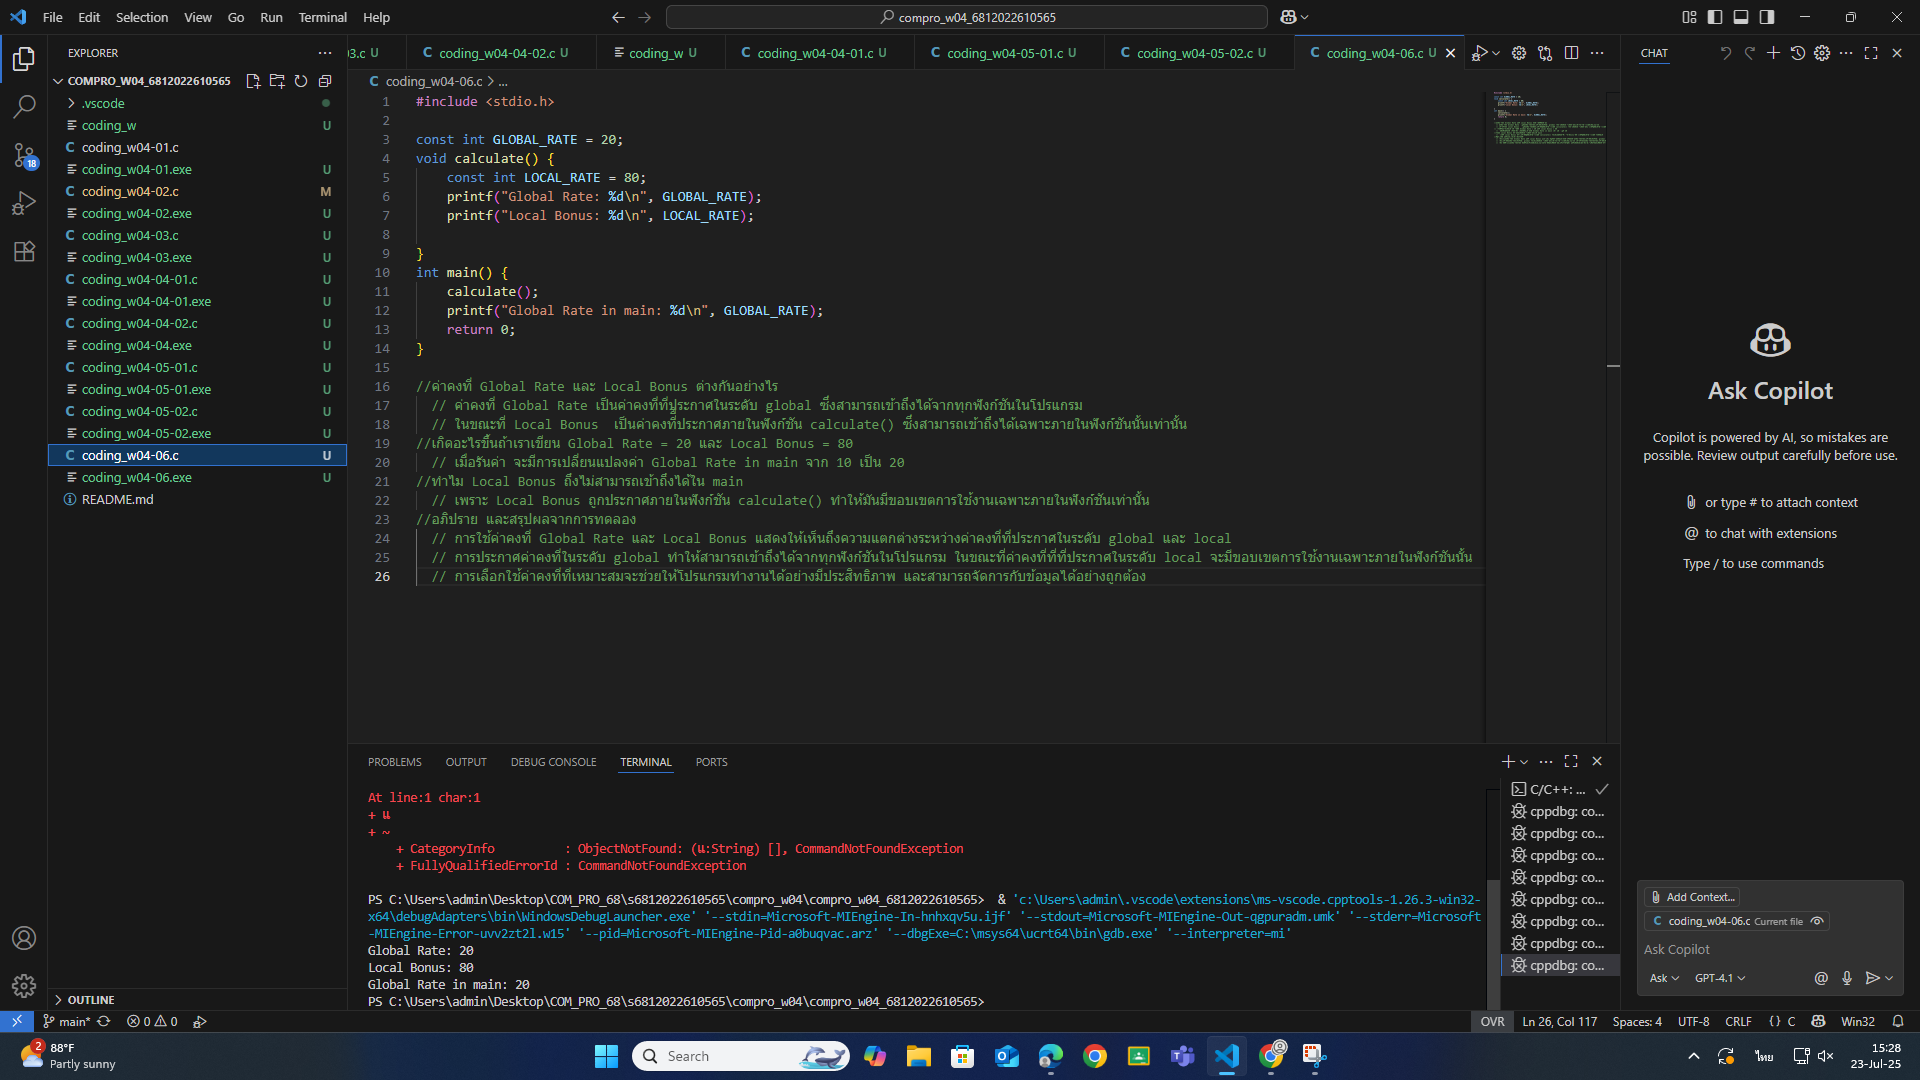 File Edit Selection View Go Run Terminal Help
compro_w04_6812022610565
EXPLORER
COMPRO_W04_6812022610565
.vscode
coding_w U
coding_w04-01.c
coding_w04-01.exe U
coding_w04-02.c M
coding_w04-02.exe U
coding_w04-03.c U
coding_w04-03.exe U
coding_w04-04-01.c U
coding_w04-04-01.exe U
coding_w04-04-02.c U
coding_w04-04.exe U
coding_w04-05-01.c U
coding_w04-05-01.exe U
coding_w04-05-02.c U
coding_w04-05-02.exe U
coding_w04-06.c U
coding_w04-06.exe U
README.md
OUTLINE
18
03.c U coding_w04-04-02.c U coding_w U coding_w04-04-01.c U coding_w04-05-01.c U coding_w04-05-02.c U coding_w04-06.c U
coding_w04-06.c > ...
1 #include <stdio.h>
2
3 const int GLOBAL_RATE = 20;
4 void calculate() {
5 const int LOCAL_RATE = 80;
6 printf("Global Rate: %d\n", GLOBAL_RATE);
7 printf("Local Bonus: %d\n", LOCAL_RATE);
8
9 }
10 int main() {
11 calculate();
12 printf("Global Rate in main: %d\n", GLOBAL_RATE);
13 return 0;
14 }
15
16 //ค่าคงที่ Global Rate และ Local Bonus ต่างกันอย่างไร
17 // ค่าคงที่ Global Rate เป็นค่าคงที่ที่ประกาศในระดับ global ซึ่งสามารถเข้าถึงได้จากทุกฟังก์ชันในโปรแกรม
18 // ในขณะที่ Local Bonus เป็นค่าคงที่ที่ประกาศภายในฟังก์ชัน calculate() ซึ่งสามารถเข้าถึงได้เฉพาะภายในฟังก์ชันนั้นเท่านั้น
19 //เกิดอะไรขึ้นถ้าเราเขียน Global Rate = 20 และ Local Bonus = 80
20 // เมื่อรันค่า จะมีการเปลี่ยนแปลงค่า Global Rate in main จาก 10 เป็น 20
21 //ทำไม Local Bonus ถึงไม่สามารถเข้าถึงได้ใน main
22 // เพราะ Local Bonus ถูกประกาศภายในฟังก์ชัน calculate() ทำให้มันมีขอบเขตการใช้งานเฉพาะภายในฟังก์ชันเท่านั้น
23 //อภิปราย และสรุปผลจากการทดลอง
24 // การใช้ค่าคงที่ Global Rate และ Local Bonus แสดงให้เห็นถึงความแตกต่างระหว่างค่าคงที่ที่ประกาศในระดับ global และ local
25 // การประกาศค่าคงที่ในระดับ global ทำให้สามารถเข้าถึงได้จากทุกฟังก์ชันในโปรแกรม ในขณะที่ค่าคงที่ที่ที่ประกาศในระดับ local จะมีขอบเขตการใช้งานเฉพาะภายในฟังก์ชันนั้น
26 // การเลือกใช้ค่าคงที่ที่เหมาะสมจะช่วยให้โปรแกรมทำงานได้อย่างมีประสิทธิภาพ และสามารถจัดการกับข้อมูลได้อย่างถูกต้อง
PROBLEMS OUTPUT DEBUG CONSOLE TERMINAL PORTS
At line:1 char:1
+ แ
+ ~
+ CategoryInfo : ObjectNotFound: (แ:String) [], CommandNotFoundException
+ FullyQualifiedErrorId : CommandNotFoundException
PS C:\Users\admin\Desktop\COM_PRO_68\s6812022610565\compro_w04\compro_w04_6812022610565> & 'c:\Users\admin\.vscode\extensions\ms-vscode.cpptools-1.26.3-win32-
x64\debugAdapters\bin\WindowsDebugLauncher.exe' '--stdin=Microsoft-MIEngine-In-hnhxqv5u.ijf' '--stdout=Microsoft-MIEngine-Out-qgpuradm.umk' '--stderr=Microsoft
-MIEngine-Error-uvv2zt2l.w15' '--pid=Microsoft-MIEngine-Pid-a0buqvac.arz' '--dbgExe=C:\msys64\ucrt64\bin\gdb.exe' '--interpreter=mi'
Global Rate: 20
Local Bonus: 80
Global Rate in main: 20
PS C:\Users\admin\Desktop\COM_PRO_68\s6812022610565\compro_w04\compro_w04_6812022610565>
C/C++: ...
cppdbg: co...
cppdbg: co...
cppdbg: co...
cppdbg: co...
cppdbg: co...
cppdbg: co...
cppdbg: co...
cppdbg: co...
CHAT
Ask Copilot
Copilot is powered by AI, so mistakes are
possible. Review output carefully before use.
or type # to attach context
@ to chat with extensions
Type / to use commands
Add Context...
coding_w04-06.c Current file
Ask Copilot
Ask GPT-4.1
main* 0 0
OVR Ln 26, Col 117 Spaces: 4 UTF-8 CRLF {} C Win32
2
88°F
Partly sunny
Search
ไทย
15:28
23-Jul-25